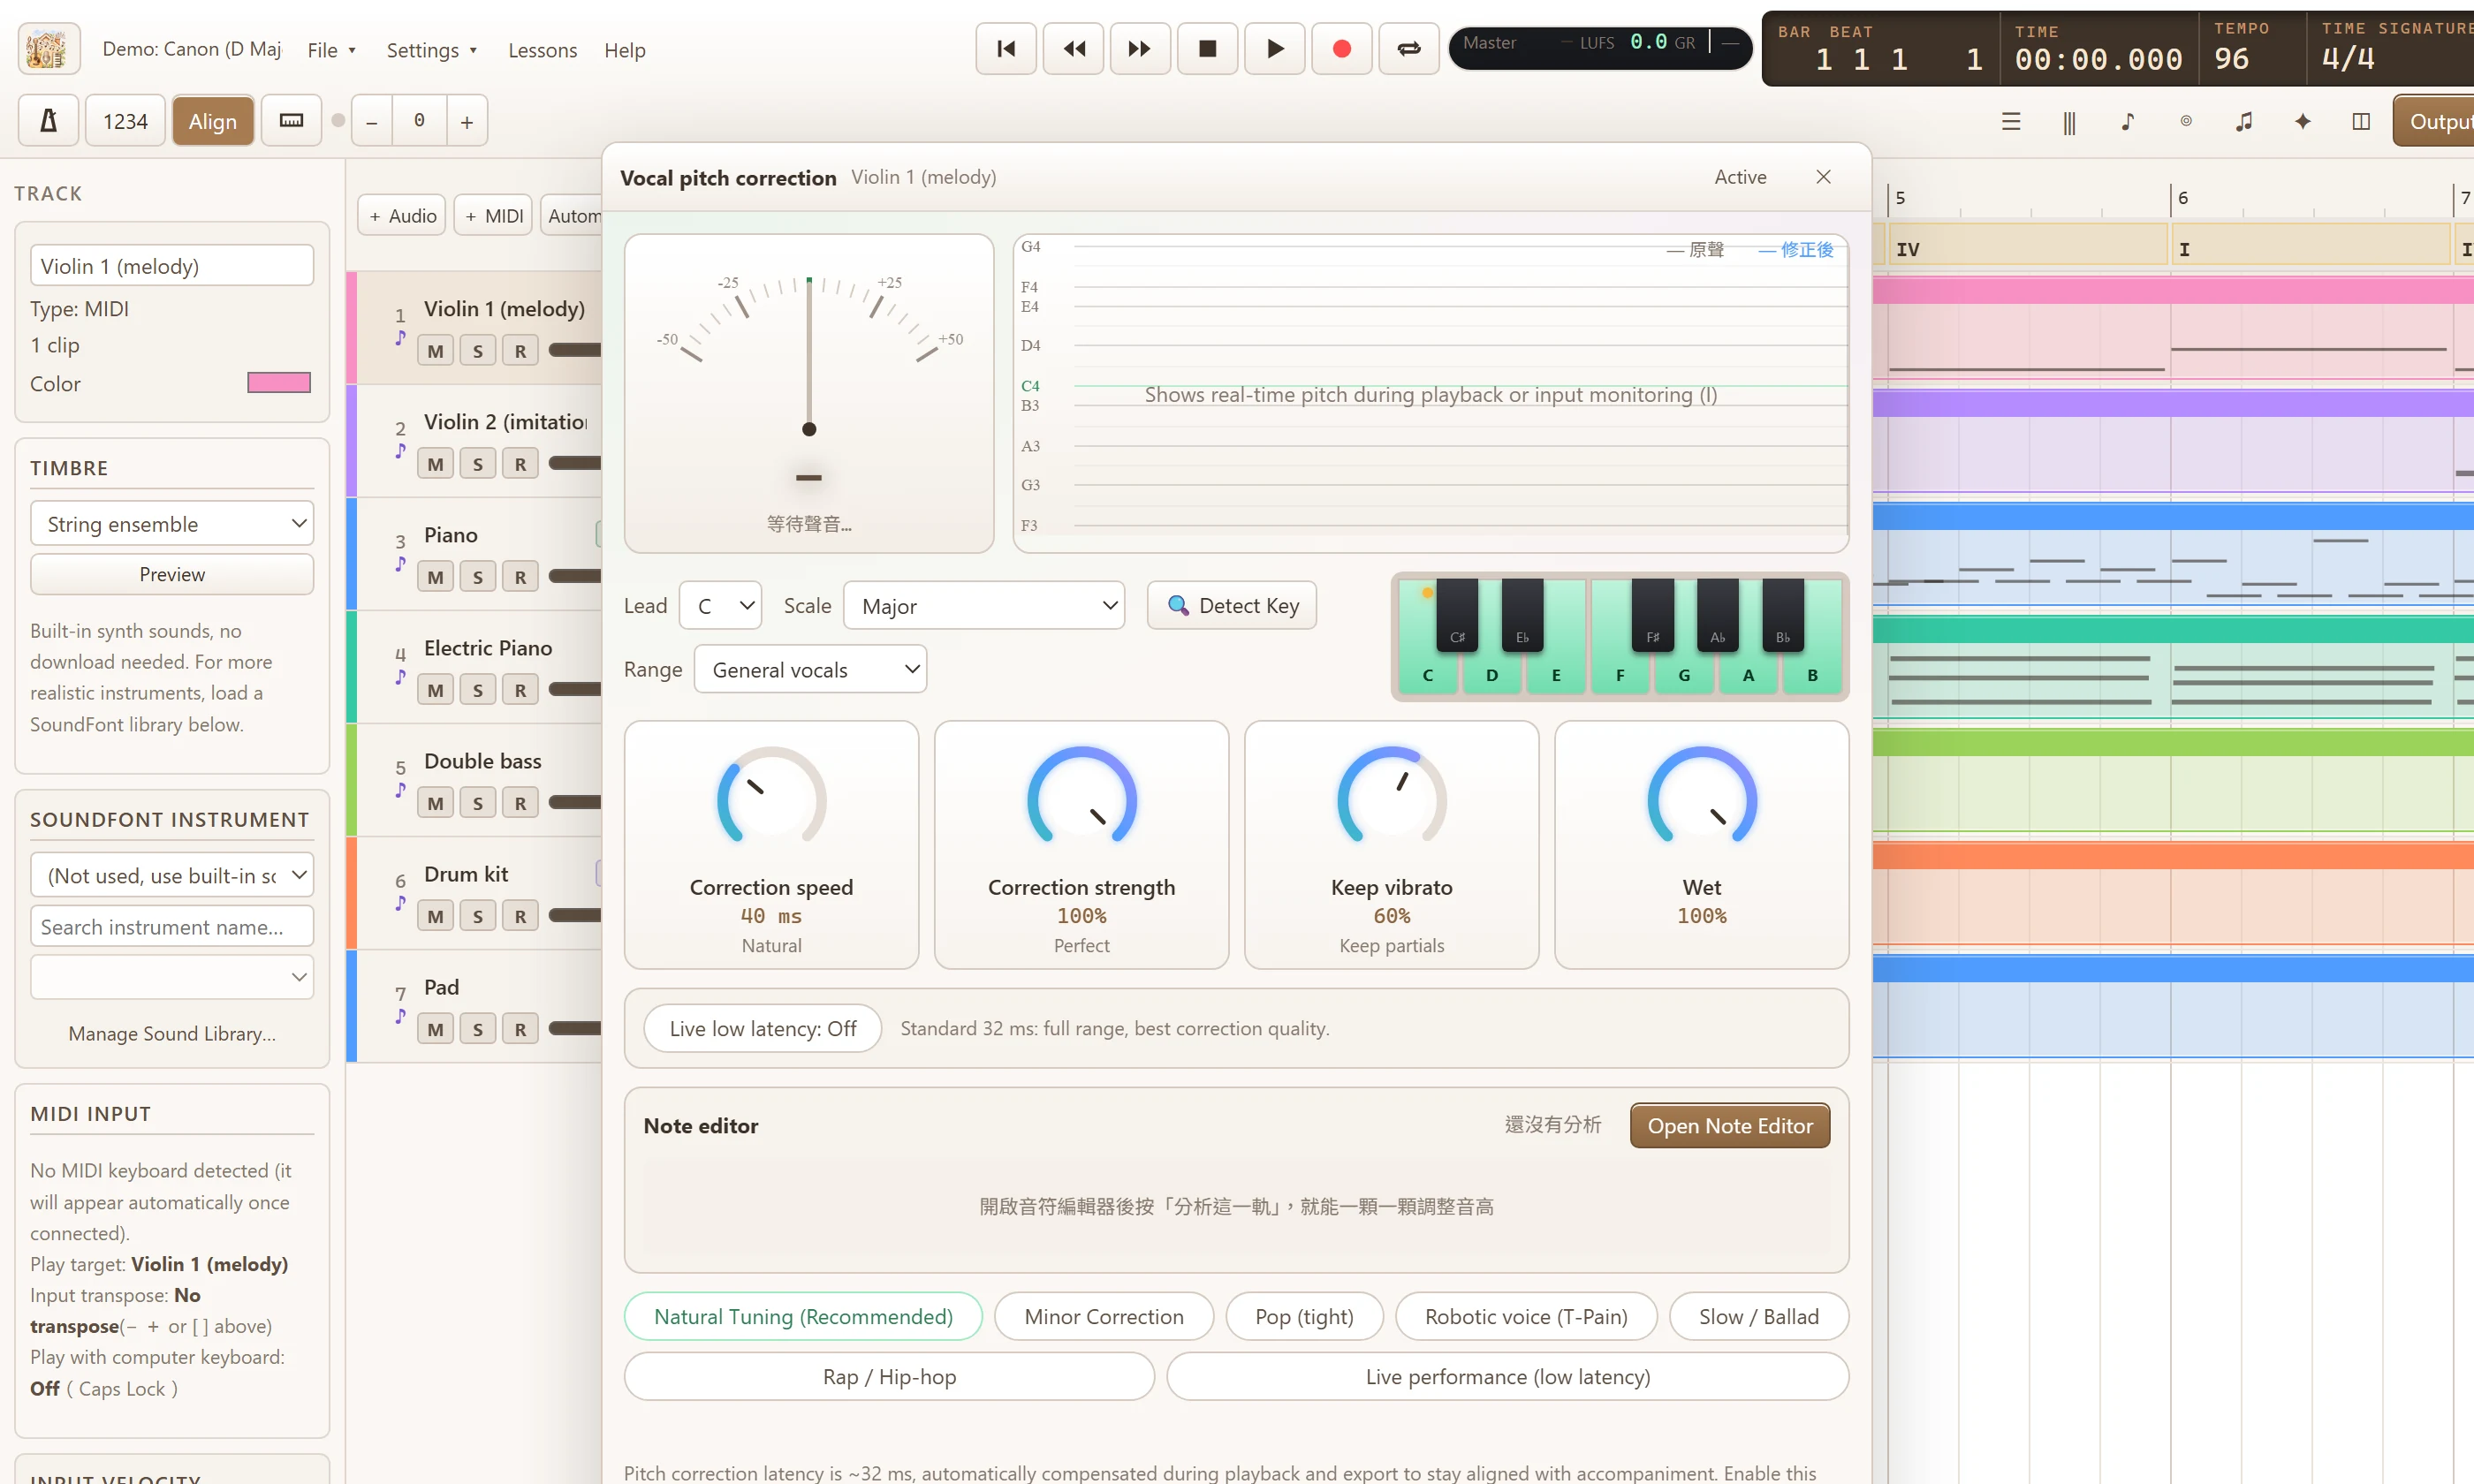 Demo: Canon (D Maj
File ▾
Settings ▾
Lessons
Help
Master
— LUFS 0.0 GR —
BAR BEAT
1 1 1 1
TIME
00:00.000
TEMPO
96
TIME SIGNATURE
4/4
1234
Align
− 0 +
Output
TRACK
Violin 1 (melody)
Type: MIDI
1 clip
Color
TIMBRE
String ensemble
Preview
Built-in synth sounds, no
download needed. For more
realistic instruments, load a
SoundFont library below.
SOUNDFONT INSTRUMENT
(Not used, use built-in sc
Search instrument name...
Manage Sound Library...
MIDI INPUT
No MIDI keyboard detected (it
will appear automatically once
connected).
Play target: Violin 1 (melody)
Input transpose: No
transpose(− + or [ ] above)
Play with computer keyboard:
Off ( Caps Lock )
INPUT VELOCITY
+ Audio
+ MIDI
Autom
1 Violin 1 (melody)
M S R
2 Violin 2 (imitation
M S R
3 Piano
M S R
4 Electric Piano
M S R
5 Double bass
M S R
6 Drum kit
M S R
7 Pad
M S R
Vocal pitch correction Violin 1 (melody)
Active
-50 -25 +25 +50
等待聲音...
— 原聲 — 修正後
G4
F4
E4
D4
C4
B3
A3
G3
F3
Shows real-time pitch during playback or input monitoring (I)
Lead C
Scale Major
Detect Key
Range General vocals
C♯ E♭ F♯ A♭ B♭
C D E F G A B
Correction speed
40 ms
Natural
Correction strength
100%
Perfect
Keep vibrato
60%
Keep partials
Wet
100%
Live low latency: Off
Standard 32 ms: full range, best correction quality.
Note editor
還沒有分析
Open Note Editor
開啟音符編輯器後按「分析這一軌」，就能一顆一顆調整音高
Natural Tuning (Recommended)
Minor Correction
Pop (tight)
Robotic voice (T-Pain)
Slow / Ballad
Rap / Hip-hop
Live performance (low latency)
Pitch correction latency is ~32 ms, automatically compensated during playback and export to stay aligned with accompaniment. Enable this
5 6 7
IV I